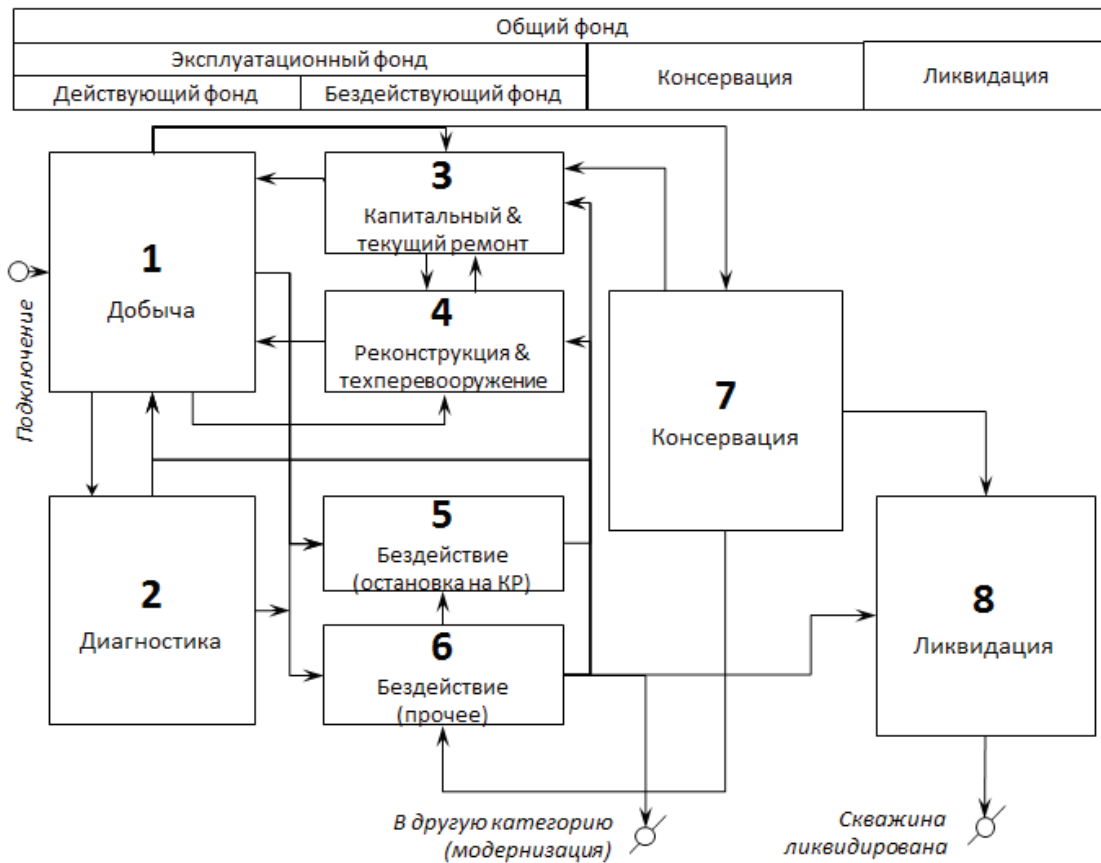 Общий фонд
Эксплуатационный фонд
Консервация
Ликвидация
Действующий фонд
Бездействующий фонд
1
Добыча
Подключение
3
Капитальный &
текущий ремонт
4
Реконструкция &
техперевооружение
7
Консервация
2
Диагностика
5
Бездействие
(остановка на КР)
6
Бездействие
(прочее)
8
Ликвидация
В другую категорию
(модернизация)
Скважина
ликвидирована